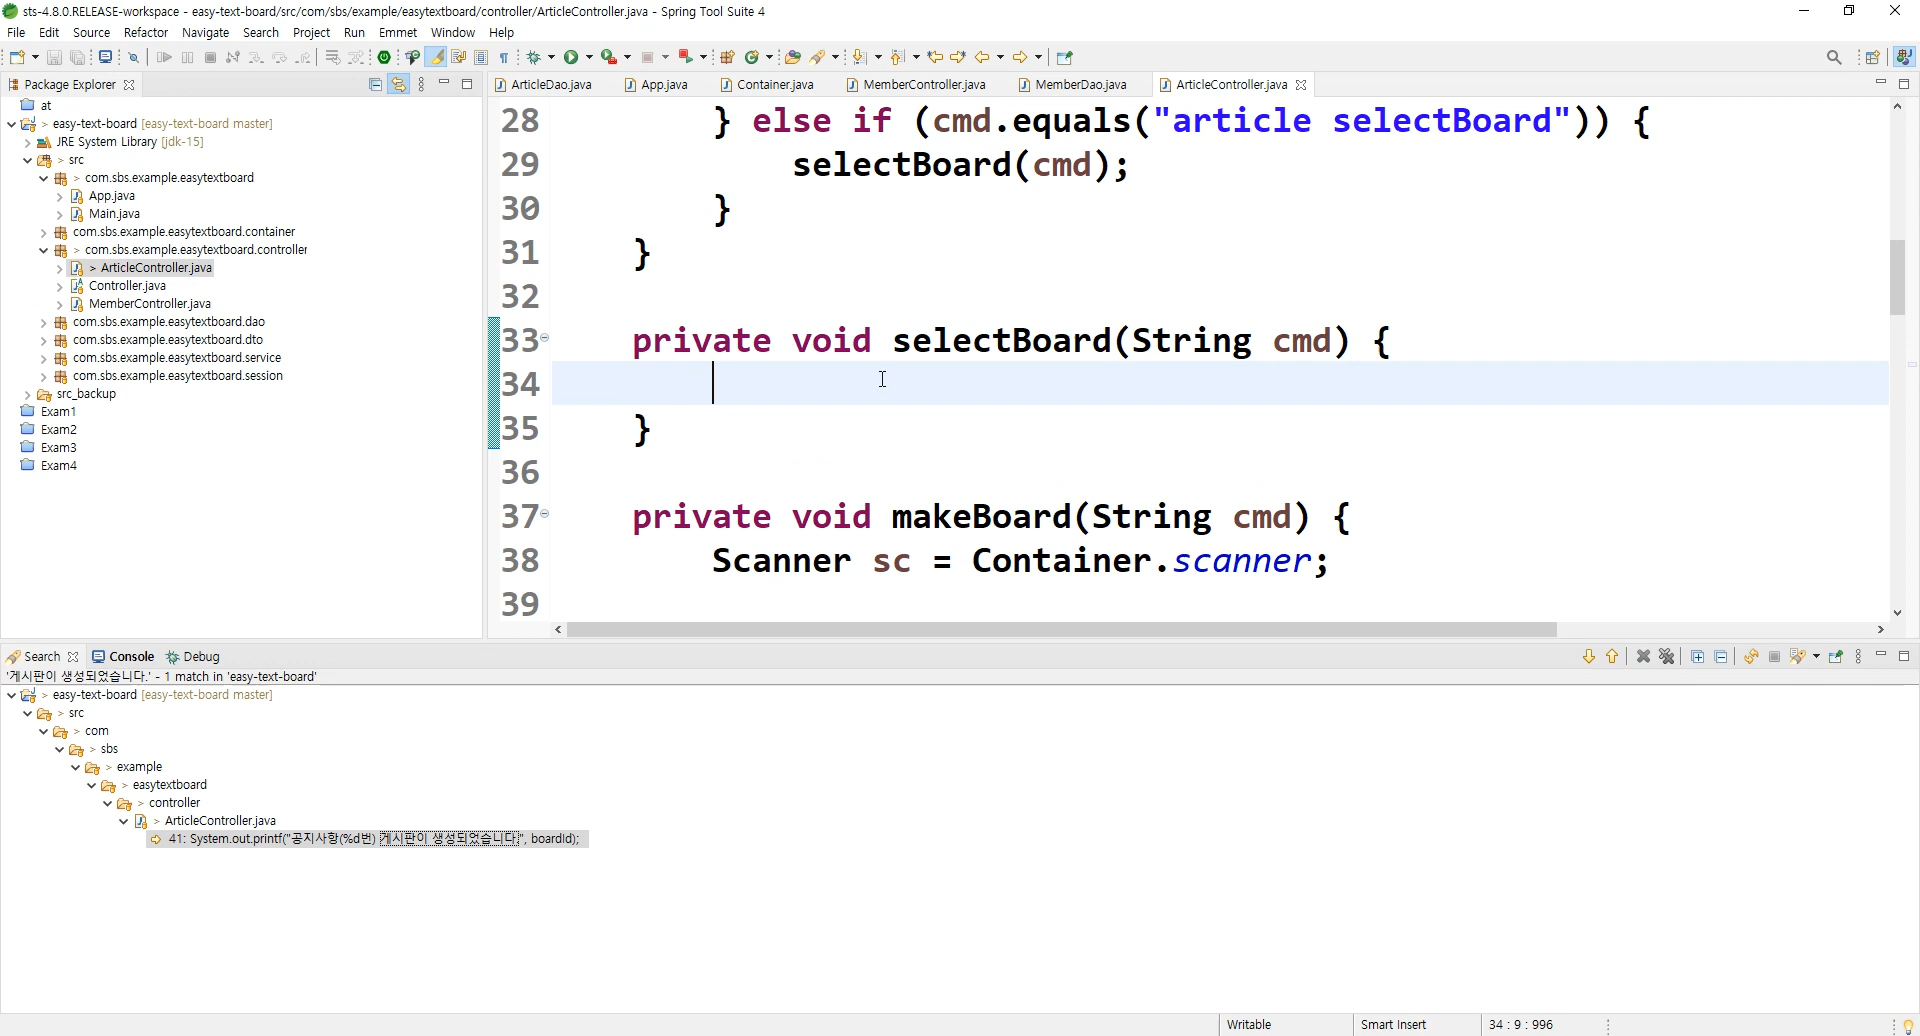 sts-4.8.0.RELEASE-workspace - easy-text-board/src/com/sbs/example/easytextboard/controller/ArticleController.java - Spring Tool Suite 4
File Edit Source Refactor Navigate Search Project Run Emmet Window Help
Package Explorer
at
> easy-text-board [easy-text-board master]
JRE System Library [jdk-15]
> src
> com.sbs.example.easytextboard
App.java
Main.java
com.sbs.example.easytextboard.container
> com.sbs.example.easytextboard.controller
> ArticleController.java
Controller.java
MemberController.java
com.sbs.example.easytextboard.dao
com.sbs.example.easytextboard.dto
com.sbs.example.easytextboard.service
com.sbs.example.easytextboard.session
src_backup
Exam1
Exam2
Exam3
Exam4
ArticleDao.java App.java Container.java MemberController.java MemberDao.java ArticleController.java
28 } else if (cmd.equals("article selectBoard")) {
29 selectBoard(cmd);
30 }
31 }
32
33 private void selectBoard(String cmd) {
34
35 }
36
37 private void makeBoard(String cmd) {
38 Scanner sc = Container.scanner;
39
Search Console Debug
'게시판이 생성되었습니다.' - 1 match in 'easy-text-board'
> easy-text-board [easy-text-board master]
> src
> com
> sbs
> example
> easytextboard
> controller
> ArticleController.java
41: System.out.printf("공지사항(%d번) 게시판이 생성되었습니다.", boardId);
Writable Smart Insert 34 : 9 : 996